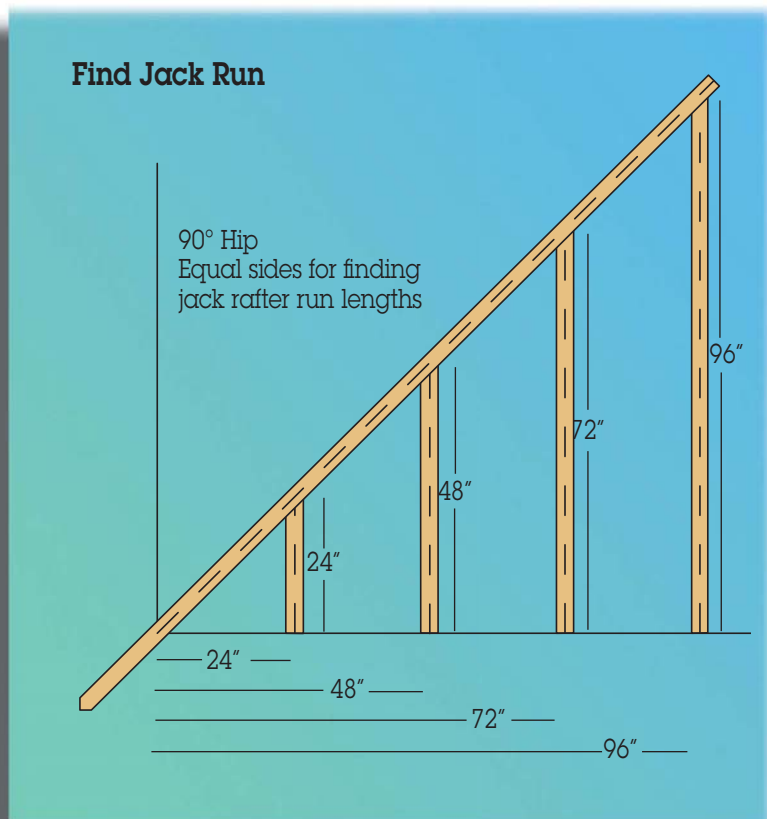 Find Jack Run
90° Hip
Equal sides for finding
jack rafter run lengths
96″
72″
48″
24″
24″
48″
72″
96″